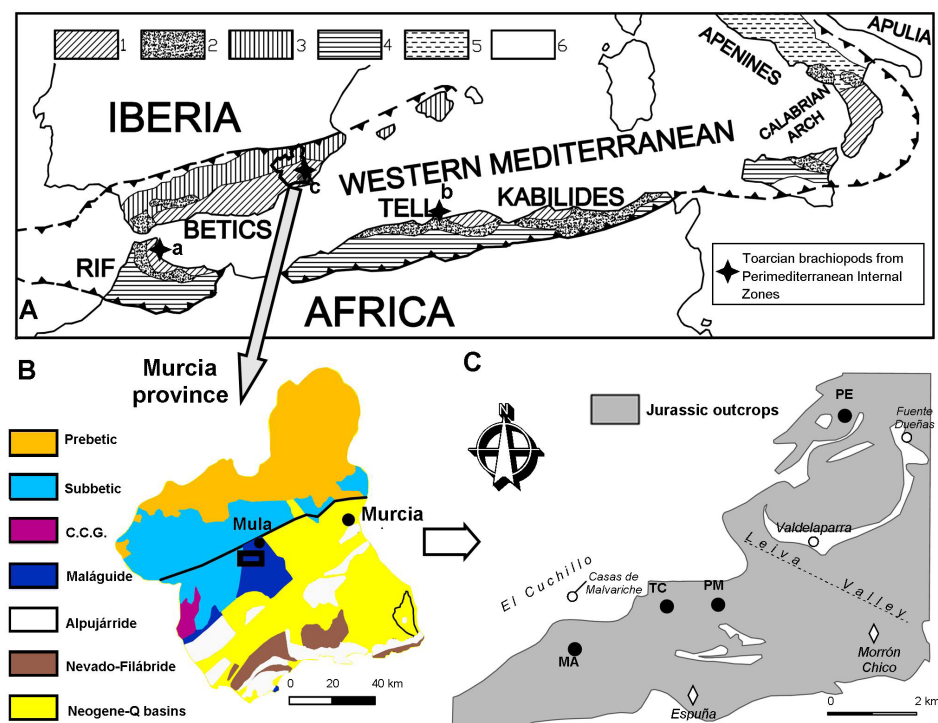 1 2 3 4 5 6
APULIA
APENINES
IBERIA
CALABRIAN
ARCH
WESTERN MEDITERRANEAN
c
b
TELL
KABILIDES
BETICS
a
RIF
Toarcian brachiopods from
Perimediterranean Internal
Zones
A
AFRICA
B
Murcia
province
Prebetic
Subbetic
C.C.G.
Maláguide
Alpujárride
Nevado-Filábride
Neogene-Q basins
Mula
Murcia
0 20 40 km
C
N
Jurassic outcrops
PE
Fuente
Dueñas
Valdelaparra
Leiva
Valley
El Cuchillo
Casas de
Malvariche
TC
PM
MA
Morrón
Chico
Espuña
0 2 km